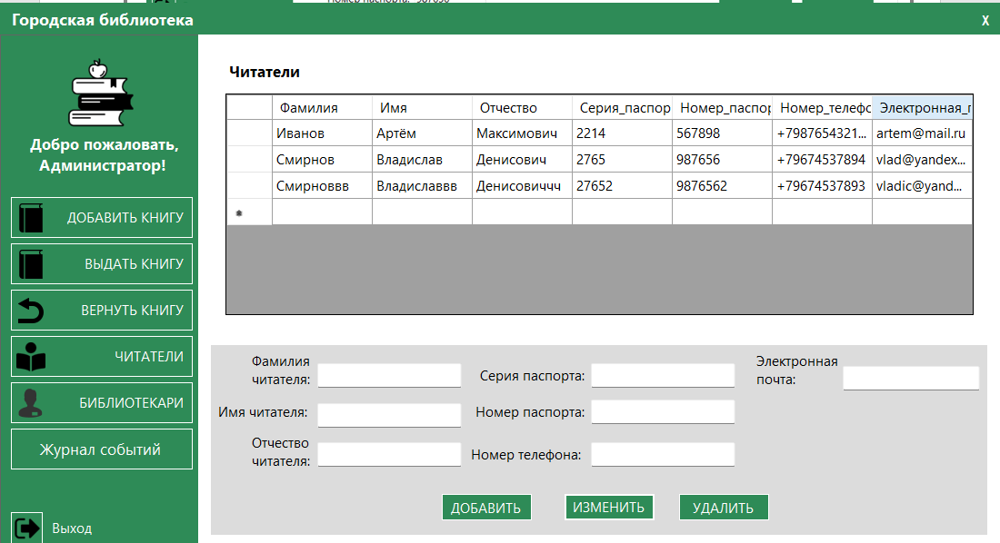 Городская библиотека X
Добро пожаловать,
Администратор!
ДОБАВИТЬ КНИГУ
ВЫДАТЬ КНИГУ
ВЕРНУТЬ КНИГУ
ЧИТАТЕЛИ
БИБЛИОТЕКАРИ
Журнал событий
Выход
Читатели
Фамилия Имя Отчество Серия_паспор Номер_паспор Номер_телефо Электронная_п
Иванов Артём Максимович 2214 567898 +7987654321... artem@mail.ru
Смирнов Владислав Денисович 2765 987656 +79674537894 vlad@yandex...
Смирноввв Владиславвв Денисовиччч 27652 9876562 +79674537893 vladic@yand...
Фамилия
читателя:
Серия паспорта:
Электронная
почта:
Имя читателя:
Номер паспорта:
Отчество
читателя:
Номер телефона:
ДОБАВИТЬ ИЗМЕНИТЬ УДАЛИТЬ